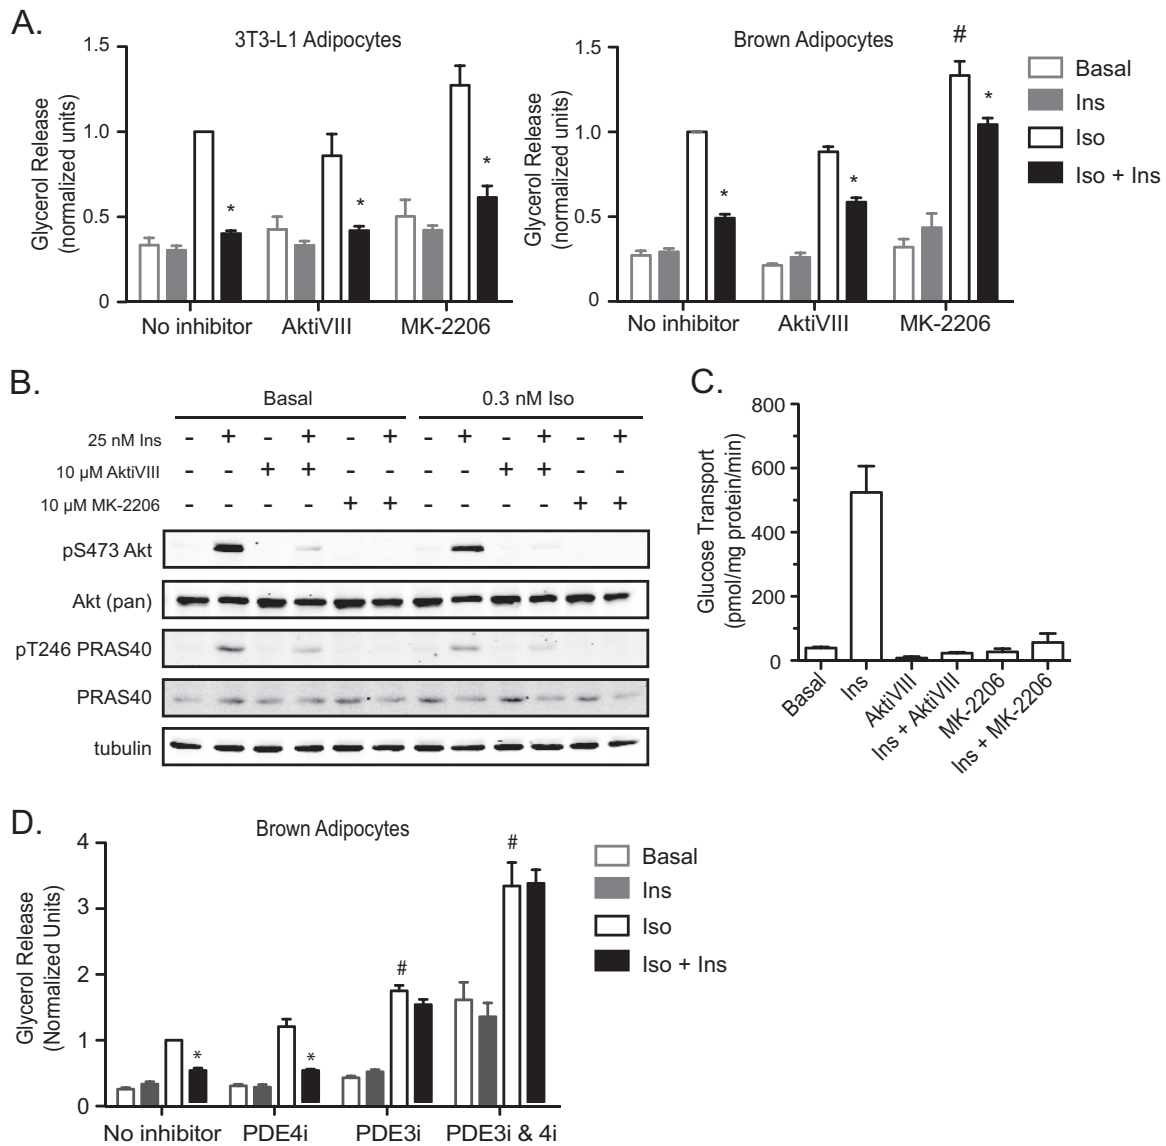 A.
3T3-L1 Adipocytes
Glycerol Release
(normalized units)
1.5
1.0
0.5
0
*
*
*
No inhibitor AktiVIII MK-2206
Brown Adipocytes
Glycerol Release
(normalized units)
1.5
1.0
0.5
0
*
*
#
*
No inhibitor AktiVIII MK-2206
Basal
Ins
Iso
Iso + Ins
B.
Basal 0.3 nM Iso
25 nM Ins - + - + - + - + - + - +
10 µM AktiVIII - - + + - - - - + + - -
10 µM MK-2206 - - - - + + - - - - + +
pS473 Akt
Akt (pan)
pT246 PRAS40
PRAS40
tubulin
C.
Glucose Transport
(pmol/mg protein/min)
800
600
400
200
0
Basal
Ins
AktiVIII
Ins + AktiVIII
MK-2206
Ins + MK-2206
D.
Brown Adipocytes
Glycerol Release
(Normalized Units)
4
3
2
1
0
*
*
#
#
No inhibitor PDE4i PDE3i PDE3i & 4i
Basal
Ins
Iso
Iso + Ins